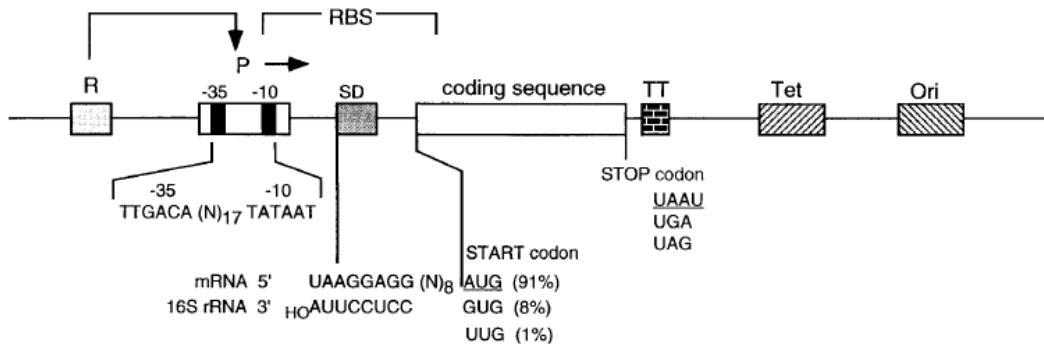 RBS
P
R
-35
-10
SD
coding sequence
TT
Tet
Ori
-35 -10
TTGACA (N)17 TATAAT
STOP codon
UAAU
UGA
UAG
START codon
mRNA 5' UAAGGAGG (N)8 AUG (91%)
16S rRNA 3' HOAUUCCUCC GUG (8%)
UUG (1%)